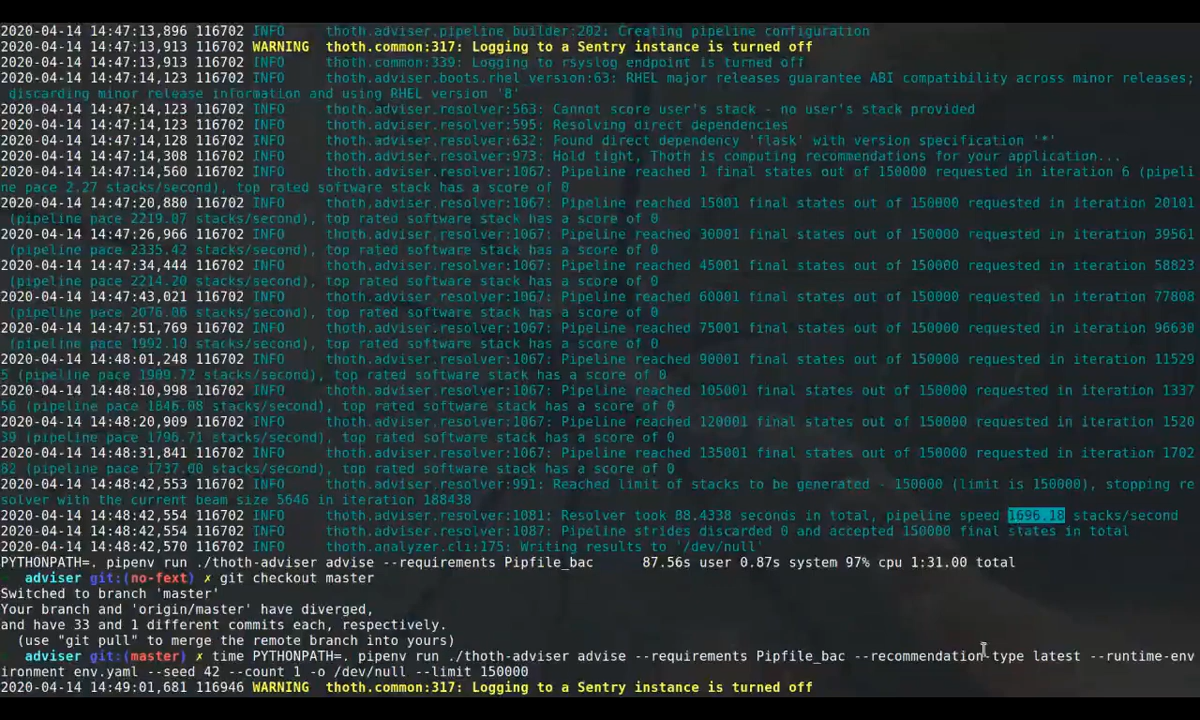 2020-04-14 14:47:13,896 116702 INFO     thoth.adviser.pipeline_builder:202: Creating pipeline configuration
2020-04-14 14:47:13,913 116702 WARNING  thoth.common:317: Logging to a Sentry instance is turned off
2020-04-14 14:47:13,913 116702 INFO     thoth.common:339: Logging to rsyslog endpoint is turned off
2020-04-14 14:47:14,123 116702 INFO     thoth.adviser.boots.rhel_version:63: RHEL major releases guarantee ABI compatibility across minor releases;
 discarding minor release information and using RHEL version '8'
2020-04-14 14:47:14,123 116702 INFO     thoth.adviser.resolver:563: Cannot score user's stack - no user's stack provided
2020-04-14 14:47:14,123 116702 INFO     thoth.adviser.resolver:595: Resolving direct dependencies
2020-04-14 14:47:14,128 116702 INFO     thoth.adviser.resolver:632: Found direct dependency 'flask' with version specification '*'
2020-04-14 14:47:14,308 116702 INFO     thoth.adviser.resolver:973: Hold tight, Thoth is computing recommendations for your application...
2020-04-14 14:47:14,560 116702 INFO     thoth.adviser.resolver:1067: Pipeline reached 1 final states out of 150000 requested in iteration 6 (pipeli
ne pace 2.27 stacks/second), top rated software stack has a score of 0
2020-04-14 14:47:20,880 116702 INFO     thoth.adviser.resolver:1067: Pipeline reached 15001 final states out of 150000 requested in iteration 20101
 (pipeline pace 2219.07 stacks/second), top rated software stack has a score of 0
2020-04-14 14:47:26,966 116702 INFO     thoth.adviser.resolver:1067: Pipeline reached 30001 final states out of 150000 requested in iteration 39561
 (pipeline pace 2335.42 stacks/second), top rated software stack has a score of 0
2020-04-14 14:47:34,444 116702 INFO     thoth.adviser.resolver:1067: Pipeline reached 45001 final states out of 150000 requested in iteration 58823
 (pipeline pace 2214.20 stacks/second), top rated software stack has a score of 0
2020-04-14 14:47:43,021 116702 INFO     thoth.adviser.resolver:1067: Pipeline reached 60001 final states out of 150000 requested in iteration 77808
 (pipeline pace 2076.06 stacks/second), top rated software stack has a score of 0
2020-04-14 14:47:51,769 116702 INFO     thoth.adviser.resolver:1067: Pipeline reached 75001 final states out of 150000 requested in iteration 96630
 (pipeline pace 1992.10 stacks/second), top rated software stack has a score of 0
2020-04-14 14:48:01,248 116702 INFO     thoth.adviser.resolver:1067: Pipeline reached 90001 final states out of 150000 requested in iteration 11529
5 (pipeline pace 1909.72 stacks/second), top rated software stack has a score of 0
2020-04-14 14:48:10,998 116702 INFO     thoth.adviser.resolver:1067: Pipeline reached 105001 final states out of 150000 requested in iteration 1337
56 (pipeline pace 1846.08 stacks/second), top rated software stack has a score of 0
2020-04-14 14:48:20,909 116702 INFO     thoth.adviser.resolver:1067: Pipeline reached 120001 final states out of 150000 requested in iteration 1520
39 (pipeline pace 1796.71 stacks/second), top rated software stack has a score of 0
2020-04-14 14:48:31,841 116702 INFO     thoth.adviser.resolver:1067: Pipeline reached 135001 final states out of 150000 requested in iteration 1702
82 (pipeline pace 1737.00 stacks/second), top rated software stack has a score of 0
2020-04-14 14:48:42,553 116702 INFO     thoth.adviser.resolver:991: Reached limit of stacks to be generated - 150000 (limit is 150000), stopping re
solver with the current beam size 5646 in iteration 188438
2020-04-14 14:48:42,554 116702 INFO     thoth.adviser.resolver:1081: Resolver took 88.4338 seconds in total, pipeline speed 1696.18 stacks/second
2020-04-14 14:48:42,554 116702 INFO     thoth.adviser.resolver:1087: Pipeline strides discarded 0 and accepted 150000 final states in total
2020-04-14 14:48:42,570 116702 INFO     thoth.analyzer.cli:175: Writing results to '/dev/null'
PYTHONPATH=. pipenv run ./thoth-adviser advise --requirements Pipfile_bac      87.56s user 0.87s system 97% cpu 1:31.00 total
adviser git:(no-fext) ✗ git checkout master
Switched to branch 'master'
Your branch and 'origin/master' have diverged,
and have 33 and 1 different commits each, respectively.
  (use "git pull" to merge the remote branch into yours)
adviser git:(master) ✗ time PYTHONPATH=. pipenv run ./thoth-adviser advise --requirements Pipfile_bac --recommendation-type latest --runtime-env
ironment env.yaml --seed 42 --count 1 -o /dev/null --limit 150000
2020-04-14 14:49:01,681 116946 WARNING  thoth.common:317: Logging to a Sentry instance is turned off